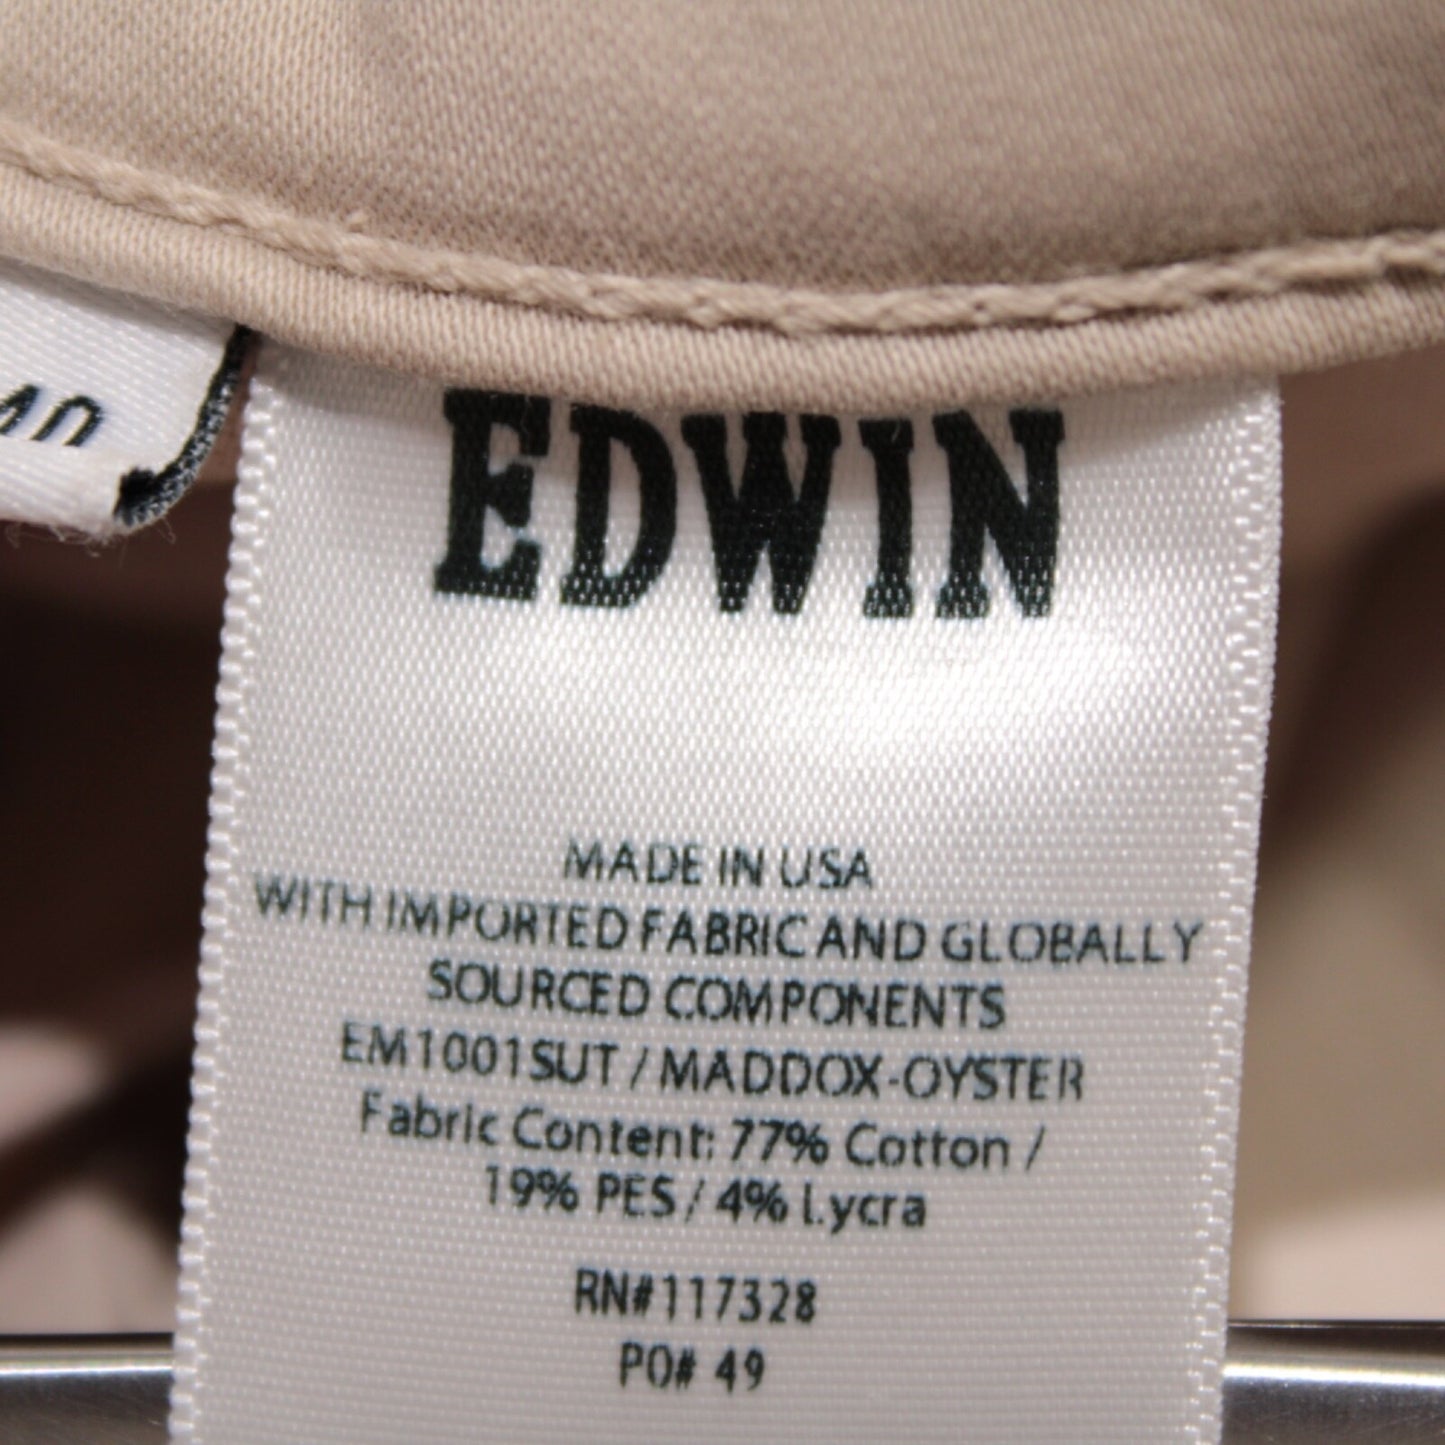 40
EDWIN
MADE IN USA
WITH IMPORTED FABRIC AND GLOBALLY
SOURCED COMPONENTS
EM1001SUT / MADDOX-OYSTER
Fabric Content: 77% Cotton /
19% PES / 4% Lycra
RN#117328
PO# 49